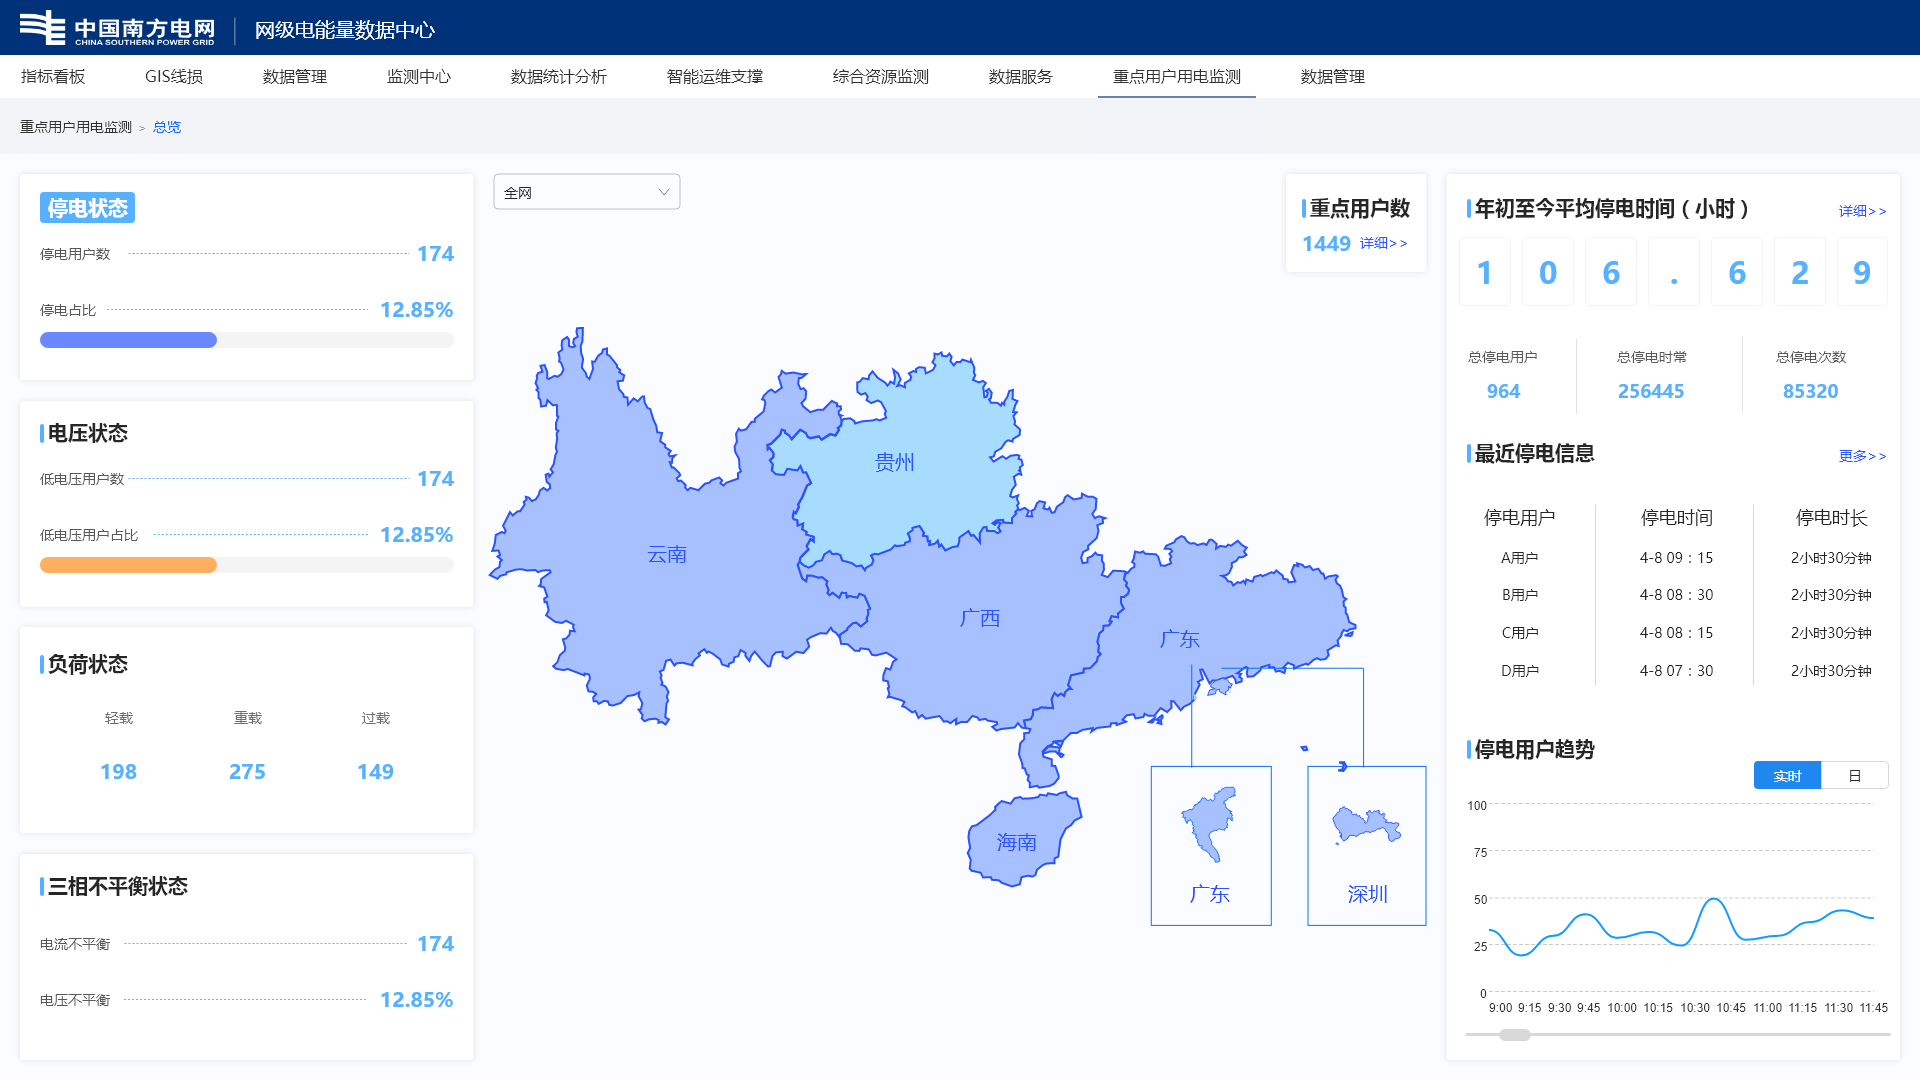 中国南方电网
CHINA SOUTHERN POWER GRID
网级电能量数据中心
指标看板 GIS线损 数据管理 监测中心 数据统计分析 智能运维支撑 综合资源监测 数据服务 重点用户用电监测 数据管理
重点用户用电监测 > 总览
停电状态
停电用户数 174
停电占比 12.85%
电压状态
低电压用户数 174
低电压用户占比 12.85%
负荷状态
轻载 重载 过载
198 275 149
三相不平衡状态
电流不平衡 174
电压不平衡 12.85%
全网
重点用户数
1449 详细>>
贵州
云南
广西
广东
海南
广东
深圳
年初至今平均停电时间（小时） 详细>>
1 0 6 . 6 2 9
总停电用户 总停电时常 总停电次数
964 256445 85320
最近停电信息 更多>>
停电用户 停电时间 停电时长
A用户 4-8 09：15 2小时30分钟
B用户 4-8 08：30 2小时30分钟
C用户 4-8 08：15 2小时30分钟
D用户 4-8 07：30 2小时30分钟
停电用户趋势
实时 日
100
75
50
25
0
9:00 9:15 9:30 9:45 10:00 10:15 10:30 10:45 11:00 11:15 11:30 11:45